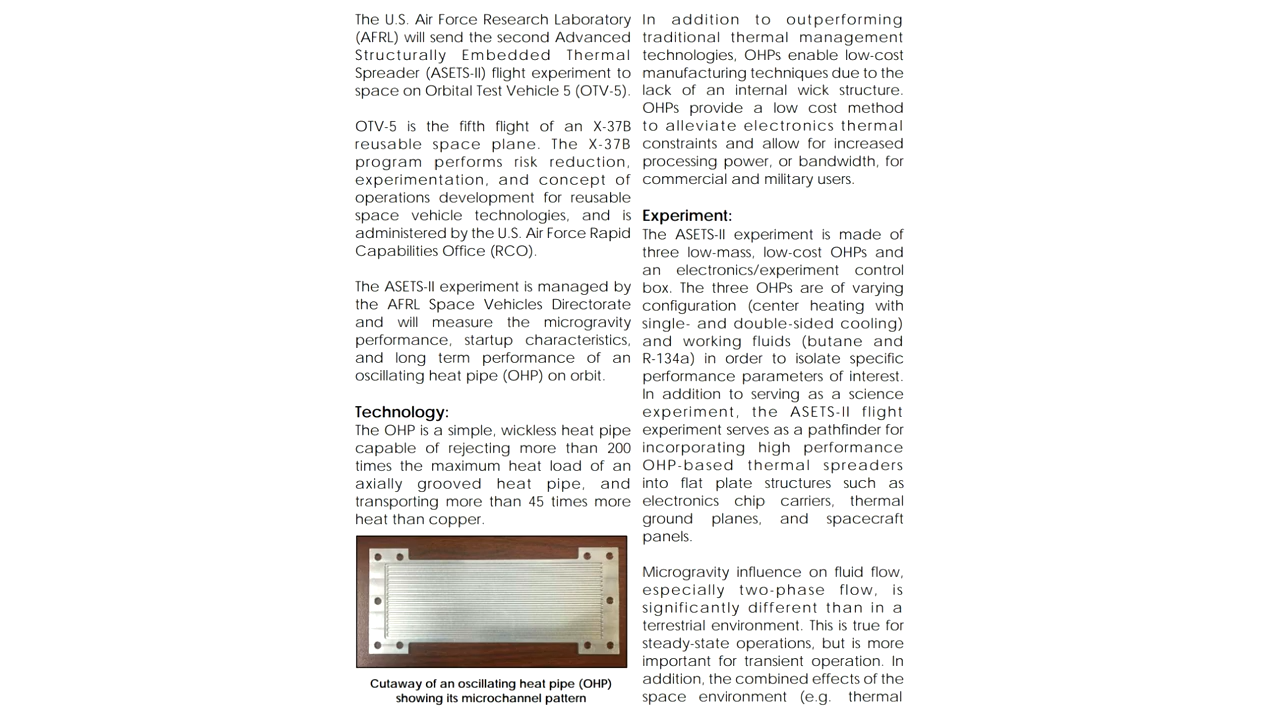 The U.S. Air Force Research Laboratory
(AFRL) will send the second Advanced
Structurally Embedded Thermal
Spreader (ASETS-II) flight experiment to
space on Orbital Test Vehicle 5 (OTV-5).
OTV-5 is the fifth flight of an X-37B
reusable space plane. The X-37B
program performs risk reduction,
experimentation, and concept of
operations development for reusable
space vehicle technologies, and is
administered by the U.S. Air Force Rapid
Capabilities Office (RCO).
The ASETS-II experiment is managed by
the AFRL Space Vehicles Directorate
and will measure the microgravity
performance, startup characteristics,
and long term performance of an
oscillating heat pipe (OHP) on orbit.
Technology:
The OHP is a simple, wickless heat pipe
capable of rejecting more than 200
times the maximum heat load of an
axially grooved heat pipe, and
transporting more than 45 times more
heat than copper.
Cutaway of an oscillating heat pipe (OHP)
showing its microchannel pattern
In addition to outperforming
traditional thermal management
technologies, OHPs enable low-cost
manufacturing techniques due to the
lack of an internal wick structure.
OHPs provide a low cost method
to alleviate electronics thermal
constraints and allow for increased
processing power, or bandwidth, for
commercial and military users.
Experiment:
The ASETS-II experiment is made of
three low-mass, low-cost OHPs and
an electronics/experiment control
box. The three OHPs are of varying
configuration (center heating with
single- and double-sided cooling)
and working fluids (butane and
R-134a) in order to isolate specific
performance parameters of interest.
In addition to serving as a science
experiment, the ASETS-II flight
experiment serves as a pathfinder for
incorporating high performance
OHP-based thermal spreaders
into flat plate structures such as
electronics chip carriers, thermal
ground planes, and spacecraft
panels.
Microgravity influence on fluid flow,
especially two-phase flow, is
significantly different than in a
terrestrial environment. This is true for
steady-state operations, but is more
important for transient operation. In
addition, the combined effects of the
space environment (e.g. thermal